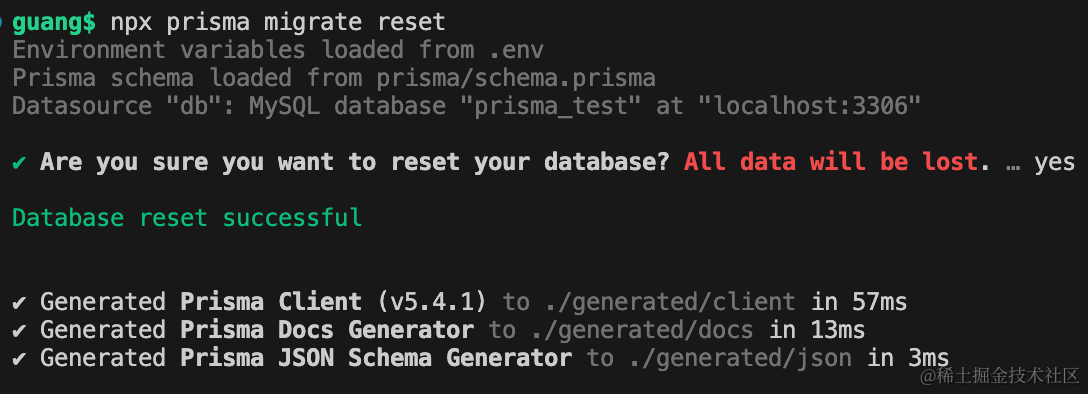 guang$ npx prisma migrate reset
Environment variables loaded from .env
Prisma schema loaded from prisma/schema.prisma
Datasource "db": MySQL database "prisma_test" at "localhost:3306"
✔ Are you sure you want to reset your database? All data will be lost. … yes
Database reset successful
✔ Generated Prisma Client (v5.4.1) to ./generated/client in 57ms
✔ Generated Prisma Docs Generator to ./generated/docs in 13ms
✔ Generated Prisma JSON Schema Generator to ./generated/json in 3ms
@稀土掘金技术社区